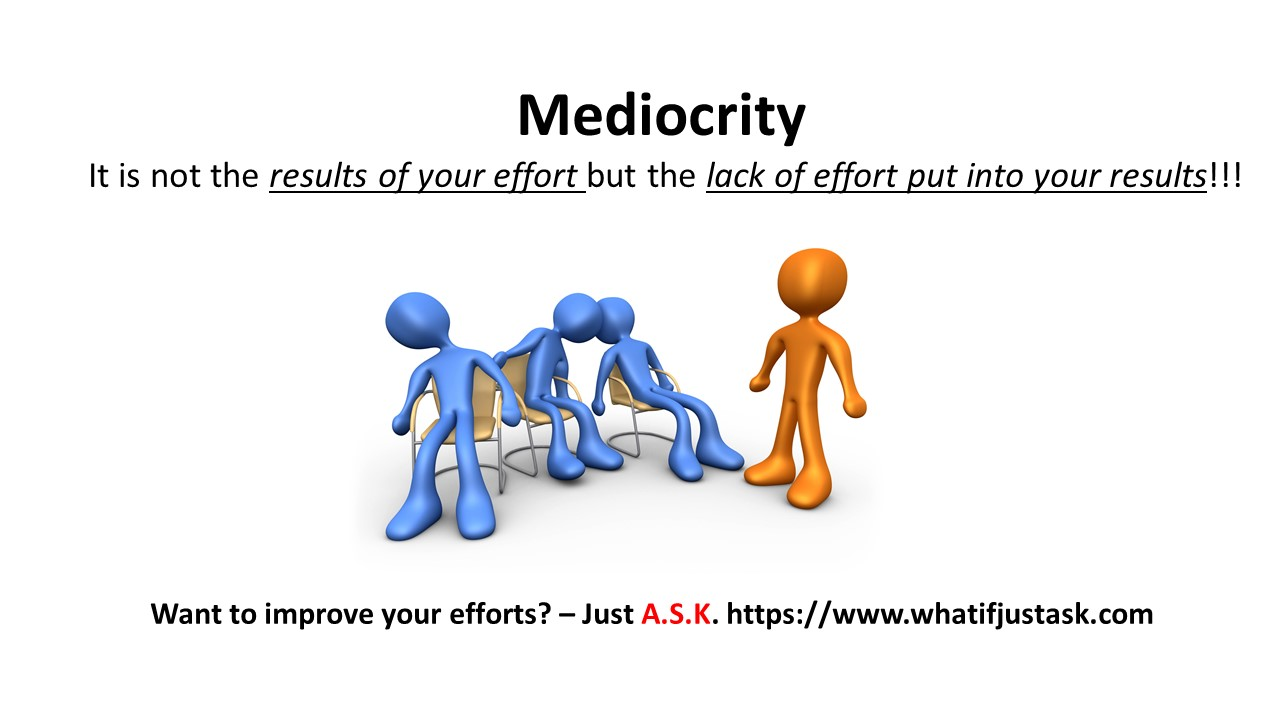 Mediocrity
It is not the results of your effort but the lack of effort put into your results!!!
Want to improve your efforts? – Just A.S.K. https://www.whatifjustask.com